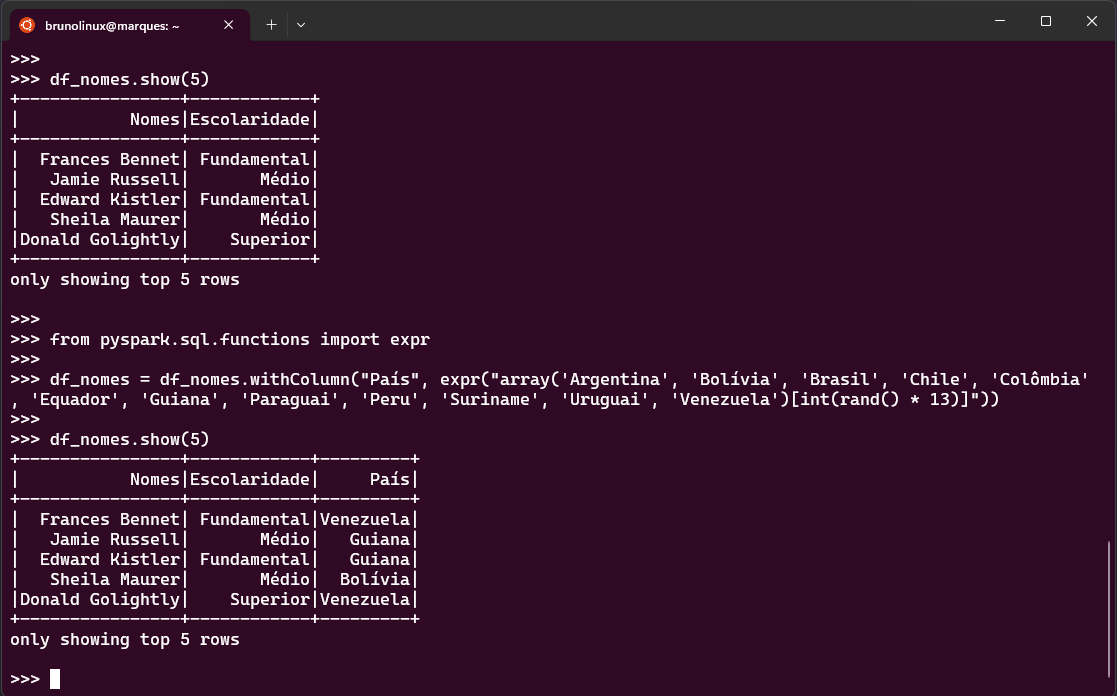 brunolinux@marques: ~
>>>
>>> df_nomes.show(5)
+----------------+------------+
|           Nomes|Escolaridade|
+----------------+------------+
|  Frances Bennet| Fundamental|
|   Jamie Russell|       Médio|
|  Edward Kistler| Fundamental|
|   Sheila Maurer|       Médio|
|Donald Golightly|    Superior|
+----------------+------------+
only showing top 5 rows
>>>
>>> from pyspark.sql.functions import expr
>>>
>>> df_nomes = df_nomes.withColumn("País", expr("array('Argentina', 'Bolívia', 'Brasil', 'Chile', 'Colômbia'
, 'Equador', 'Guiana', 'Paraguai', 'Peru', 'Suriname', 'Uruguai', 'Venezuela')[int(rand() * 13)]"))
>>>
>>> df_nomes.show(5)
+----------------+------------+---------+
|           Nomes|Escolaridade|     País|
+----------------+------------+---------+
|  Frances Bennet| Fundamental|Venezuela|
|   Jamie Russell|       Médio|   Guiana|
|  Edward Kistler| Fundamental|   Guiana|
|   Sheila Maurer|       Médio|  Bolívia|
|Donald Golightly|    Superior|Venezuela|
+----------------+------------+---------+
only showing top 5 rows
>>>